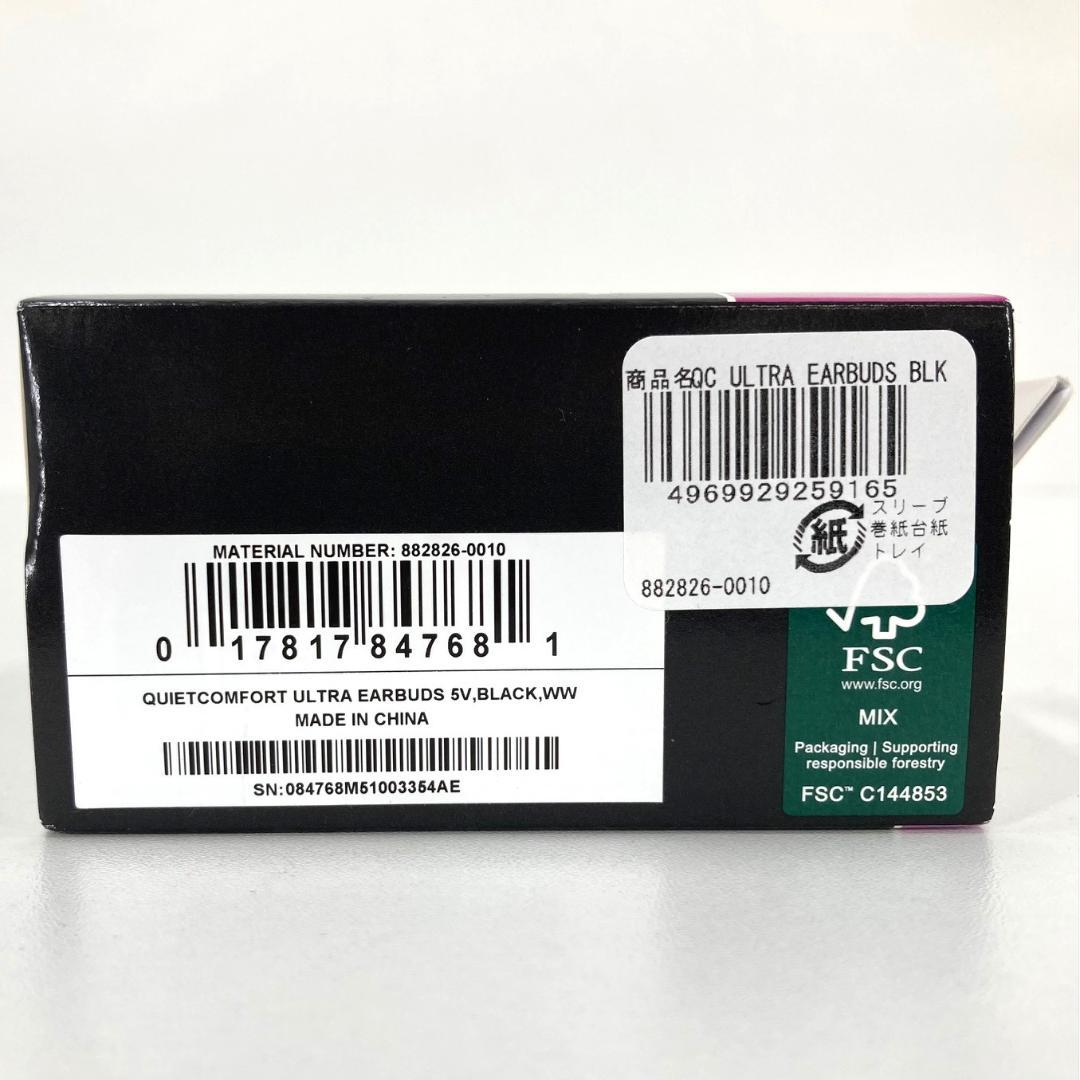 商品名QC ULTRA EARBUDS BLK
4969929259165
紙
スリーブ
巻紙台紙
トレイ
882826-0010
MATERIAL NUMBER: 882826-0010
0 17817 84768 1
QUIETCOMFORT ULTRA EARBUDS 5V,BLACK,WW
MADE IN CHINA
SN:084768M51003354AE
FSC
www.fsc.org
MIX
Packaging | Supporting
responsible forestry
FSC™ C144853